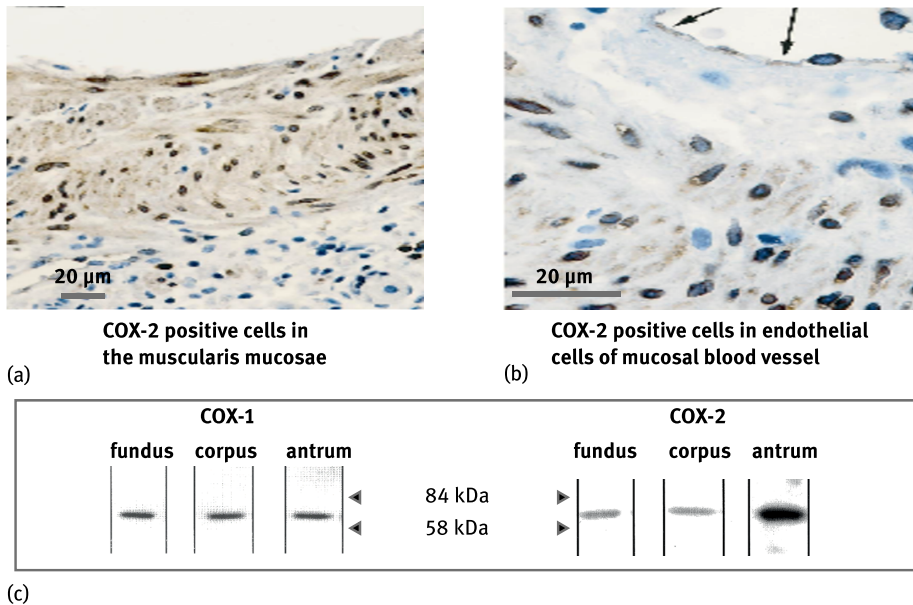 20 µm
20 µm
COX-2 positive cells in
the muscularis mucosae
(a)
COX-2 positive cells in endothelial
cells of mucosal blood vessel
(b)
COX-1
COX-2
fundus corpus antrum
fundus corpus antrum
84 kDa
58 kDa
(c)